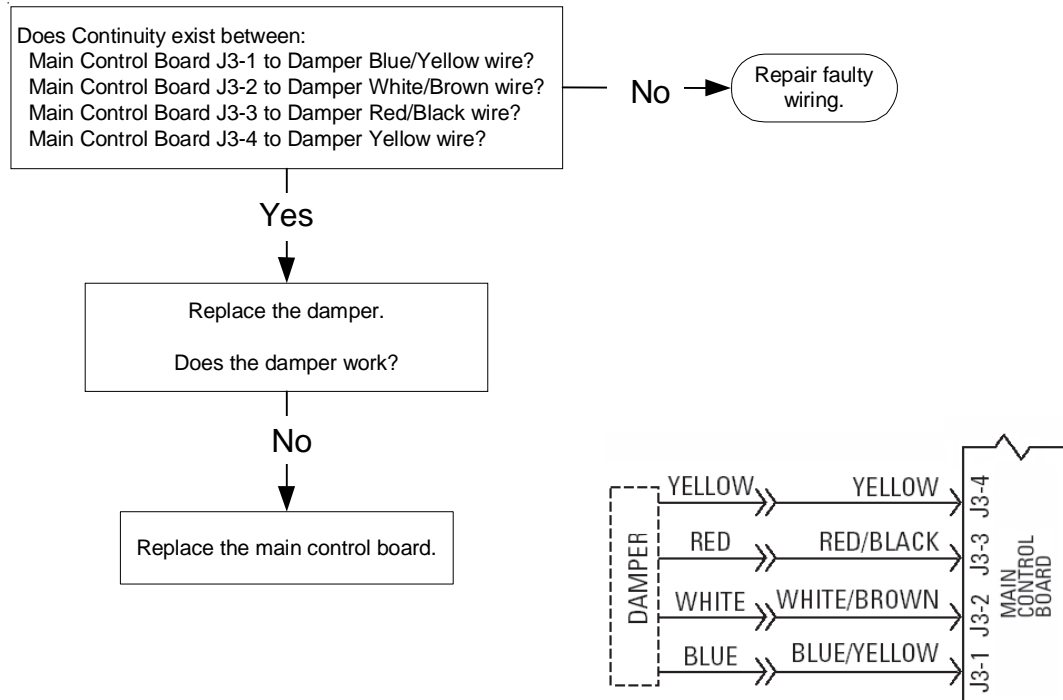 Does Continuity exist between:
Main Control Board J3-1 to Damper Blue/Yellow wire?
Main Control Board J3-2 to Damper White/Brown wire?
Main Control Board J3-3 to Damper Red/Black wire?
Main Control Board J3-4 to Damper Yellow wire?
No
Repair faulty
wiring.
Yes
Replace the damper.
Does the damper work?
No
Replace the main control board.
DAMPER
YELLOW YELLOW J3-4
RED RED/BLACK J3-3
WHITE WHITE/BROWN J3-2
BLUE BLUE/YELLOW J3-1
MAIN
CONTROL
BOARD